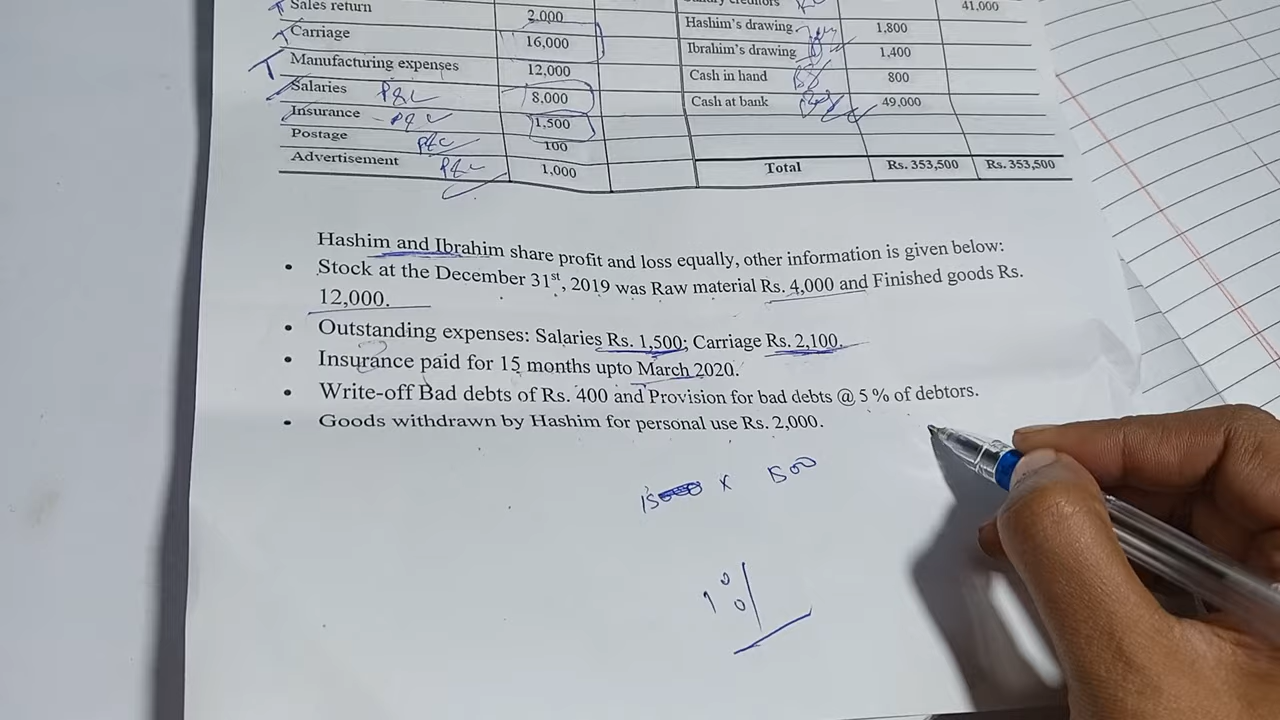 Sales return 2,000 41,000
Carriage 16,000 Hashim's drawing 1,800
Manufacturing expenses 12,000 Ibrahim's drawing 1,400
Salaries P&L 8,000 Cash in hand 800
Insurance 1,500 Cash at bank 49,000
Postage 100
Advertisement P&L 1,000 Total Rs. 353,500 Rs. 353,500
Hashim and Ibrahim share profit and loss equally, other information is given below:
• Stock at the December 31st, 2019 was Raw material Rs. 4,000 and Finished goods Rs.
12,000.
• Outstanding expenses: Salaries Rs. 1,500; Carriage Rs. 2,100.
• Insurance paid for 15 months upto March 2020.
• Write-off Bad debts of Rs. 400 and Provision for bad debts @ 5 % of debtors.
• Goods withdrawn by Hashim for personal use Rs. 2,000.
15 x 1500